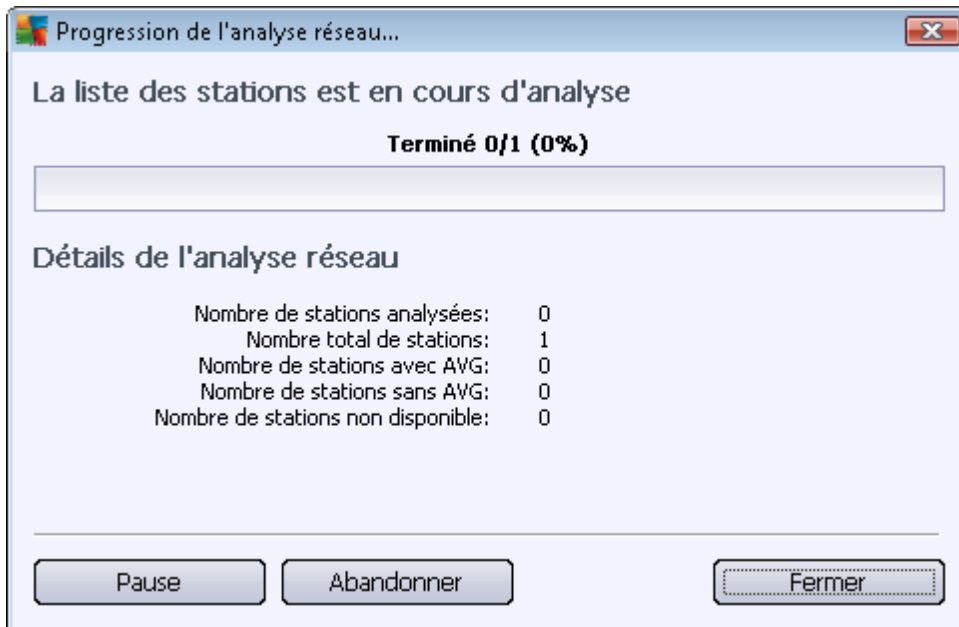 Progression de l'analyse réseau...
La liste des stations est en cours d'analyse
Terminé 0/1 (0%)
Détails de l'analyse réseau
Nombre de stations analysées: 0
Nombre total de stations: 1
Nombre de stations avec AVG: 0
Nombre de stations sans AVG: 0
Nombre de stations non disponible: 0
Pause Abandonner Fermer